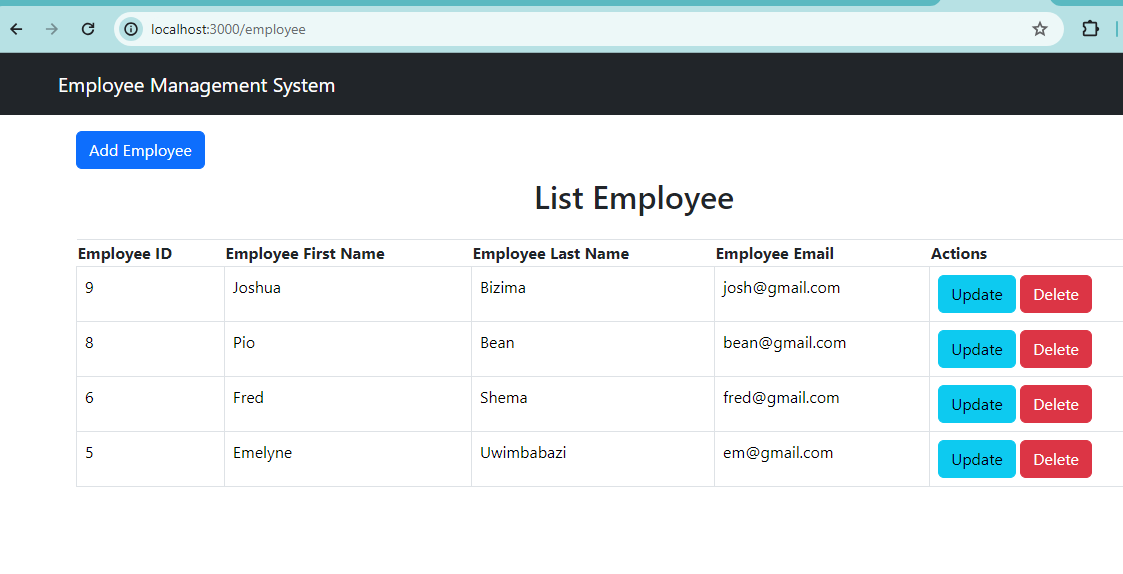 localhost:3000/employee
Employee Management System
Add Employee
List Employee
Employee ID Employee First Name Employee Last Name Employee Email Actions
9 Joshua Bizima josh@gmail.com Update Delete
8 Pio Bean bean@gmail.com Update Delete
6 Fred Shema fred@gmail.com Update Delete
5 Emelyne Uwimbabazi em@gmail.com Update Delete